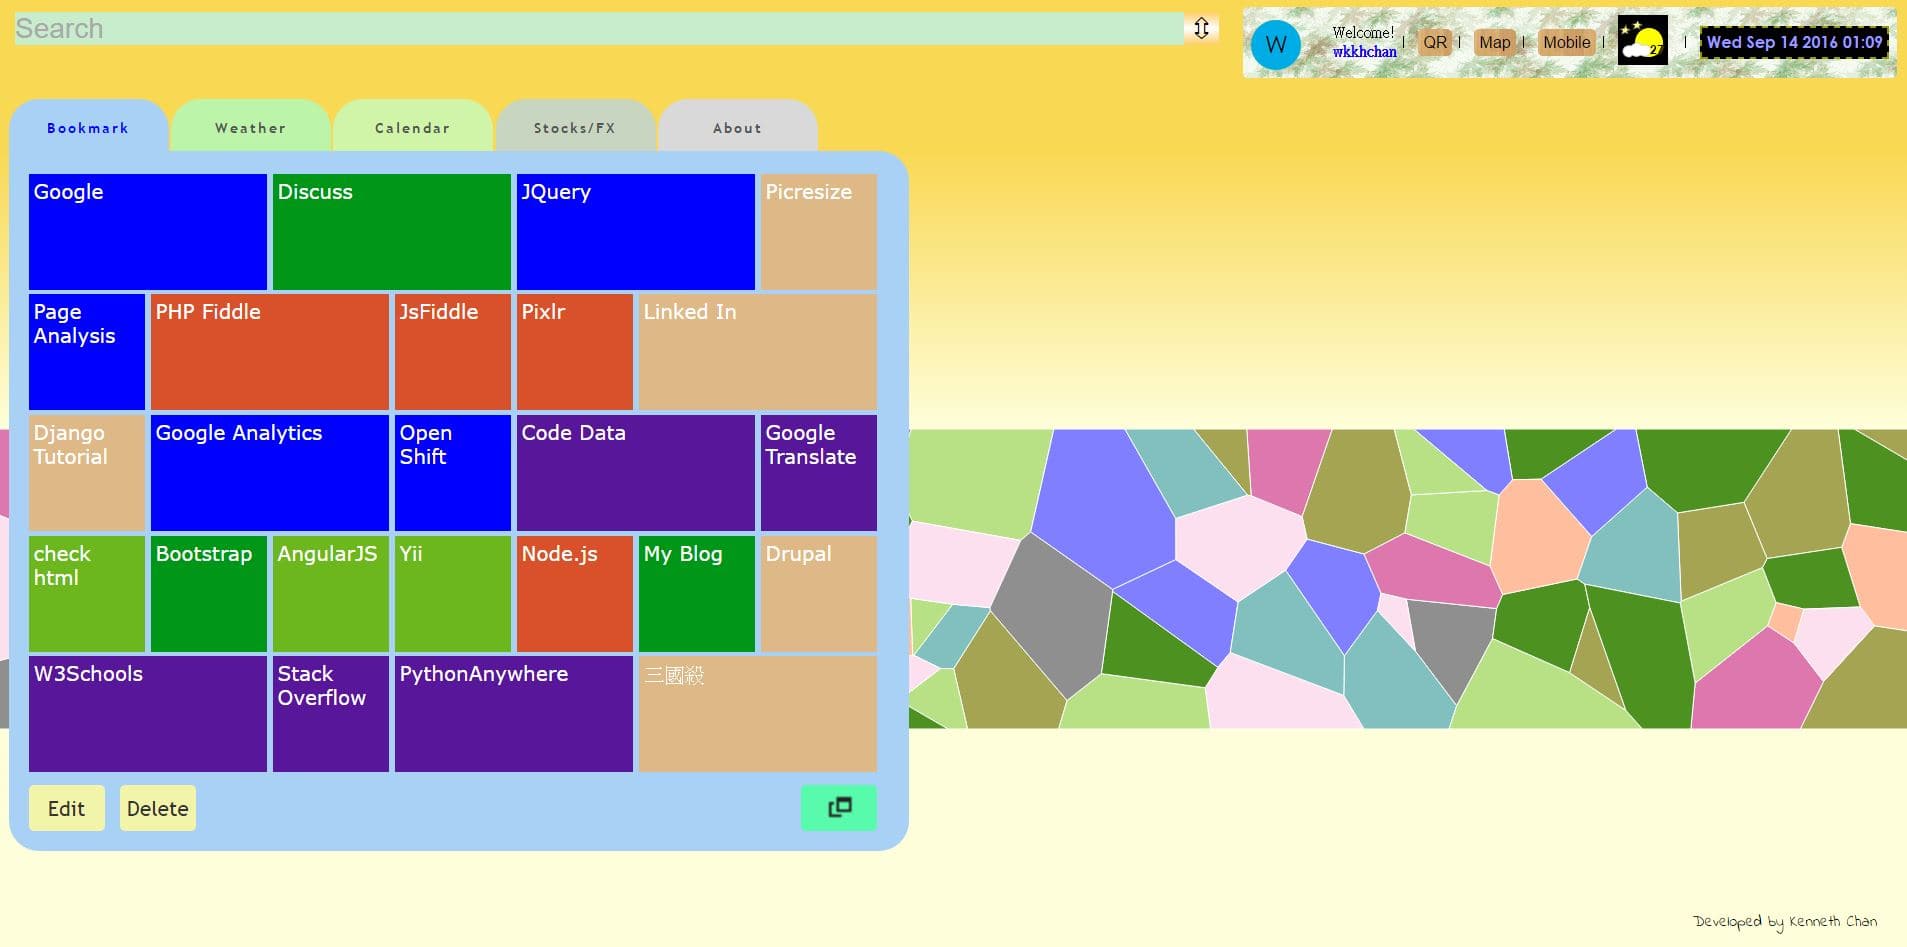 Search
W
Welcome!
wkkhchan
| QR | Map | Mobile | 27 | Wed Sep 14 2016 01:09
Bookmark Weather Calendar Stocks/FX About
Google
Discuss
JQuery
Picresize
Page
Analysis
PHP Fiddle
JsFiddle
Pixlr
Linked In
Django
Tutorial
Google Analytics
Open
Shift
Code Data
Google
Translate
check
html
Bootstrap
AngularJS
Yii
Node.js
My Blog
Drupal
W3Schools
Stack
Overflow
PythonAnywhere
三國殺
Edit Delete
Developed by Kenneth Chan